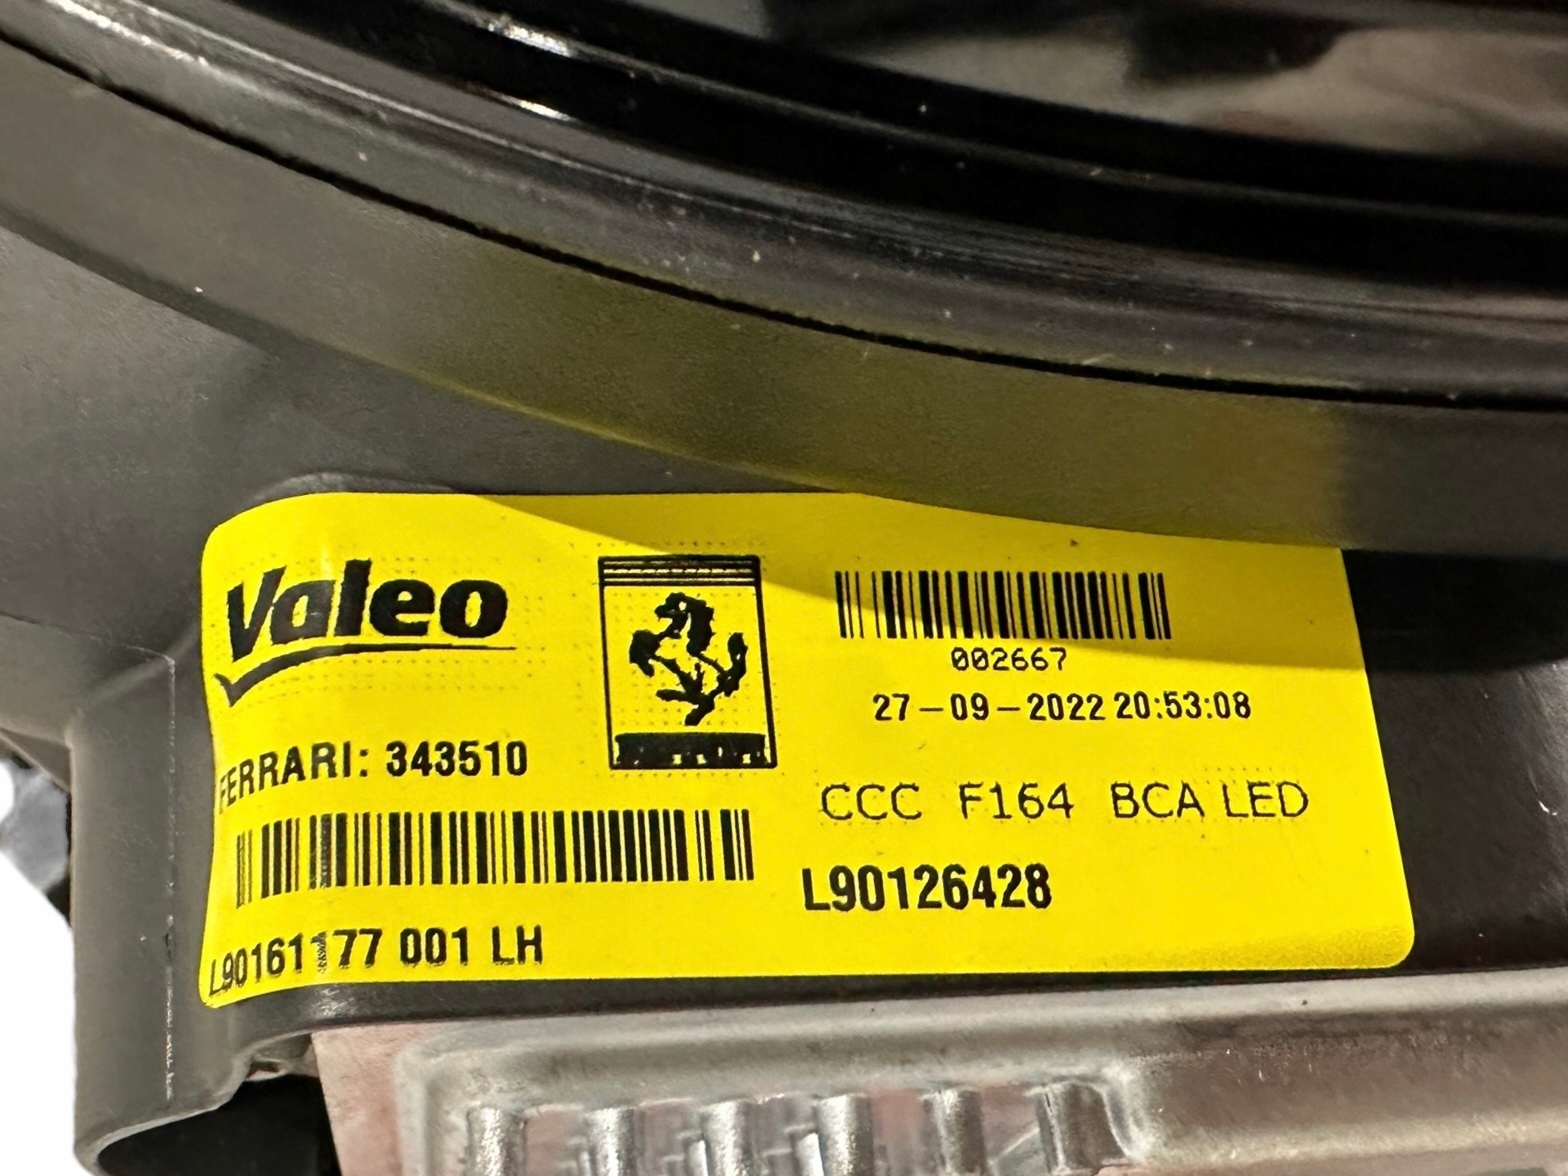 Valeo
FERRARI: 343510
L90161177 001 LH
002667
27-09-2022 20:53:08
CCC F164 BCA LED
L90126428